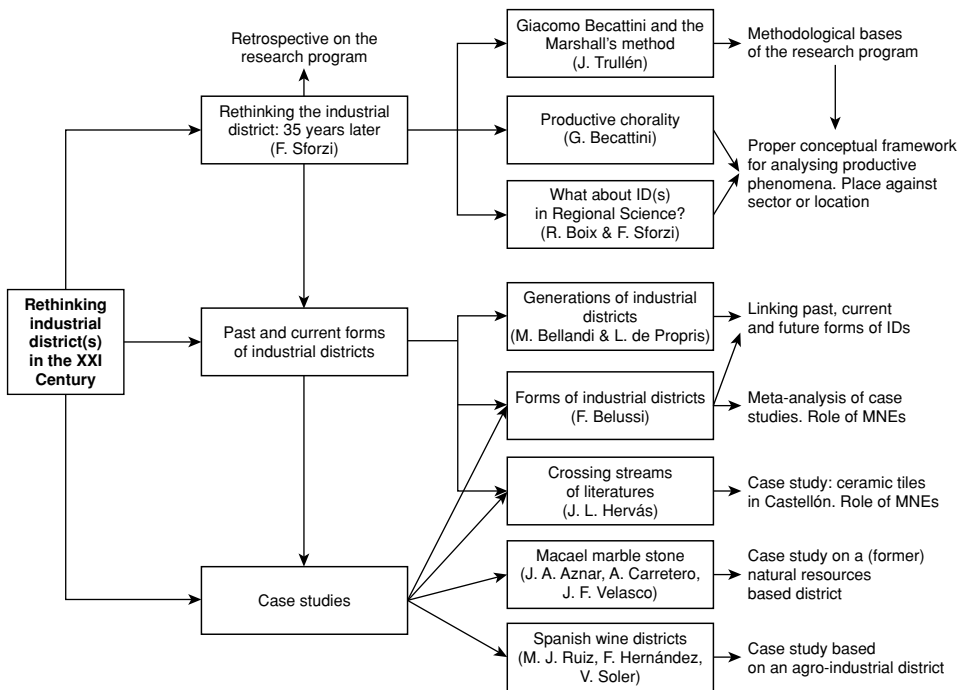 Rethinking
industrial
district(s)
in the XXI
Century
Retrospective on the
research program
Rethinking the industrial
district: 35 years later
(F. Sforzi)
Past and current forms
of industrial districts
Case studies
Giacomo Becattini and the
Marshall's method
(J. Trullén)
Productive chorality
(G. Becattini)
What about ID(s)
in Regional Science?
(R. Boix & F. Sforzi)
Generations of industrial
districts
(M. Bellandi & L. de Propris)
Forms of industrial districts
(F. Belussi)
Crossing streams
of literatures
(J. L. Hervás)
Macael marble stone
(J. A. Aznar, A. Carretero,
J. F. Velasco)
Spanish wine districts
(M. J. Ruiz, F. Hernández,
V. Soler)
Methodological bases
of the research program
Proper conceptual framework
for analysing productive
phenomena. Place against
sector or location
Linking past, current
and future forms of IDs
Meta-analysis of case
studies. Role of MNEs
Case study: ceramic tiles
in Castellón. Role of MNEs
Case study on a (former)
natural resources
based district
Case study based
on an agro-industrial district